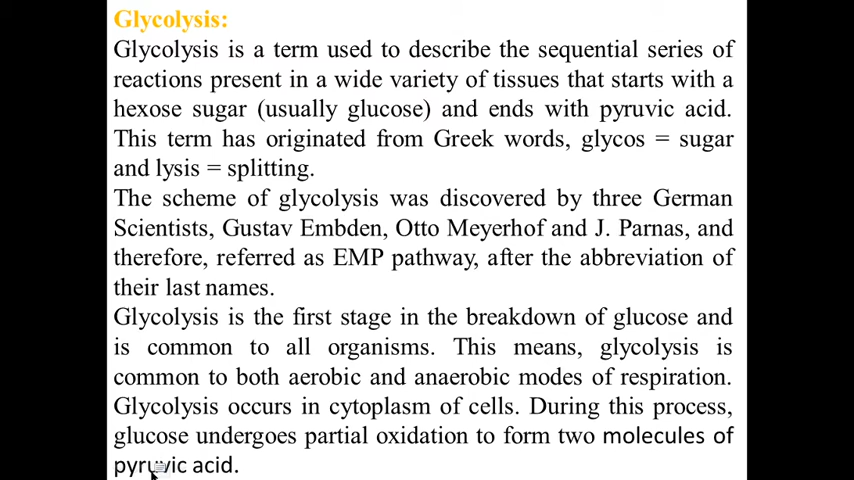 Glycolysis:
Glycolysis is a term used to describe the sequential series of
reactions present in a wide variety of tissues that starts with a
hexose sugar (usually glucose) and ends with pyruvic acid.
This term has originated from Greek words, glycos = sugar
and lysis = splitting.
The scheme of glycolysis was discovered by three German
Scientists, Gustav Embden, Otto Meyerhof and J. Parnas, and
therefore, referred as EMP pathway, after the abbreviation of
their last names.
Glycolysis is the first stage in the breakdown of glucose and
is common to all organisms. This means, glycolysis is
common to both aerobic and anaerobic modes of respiration.
Glycolysis occurs in cytoplasm of cells. During this process,
glucose undergoes partial oxidation to form two molecules of
pyruvic acid.